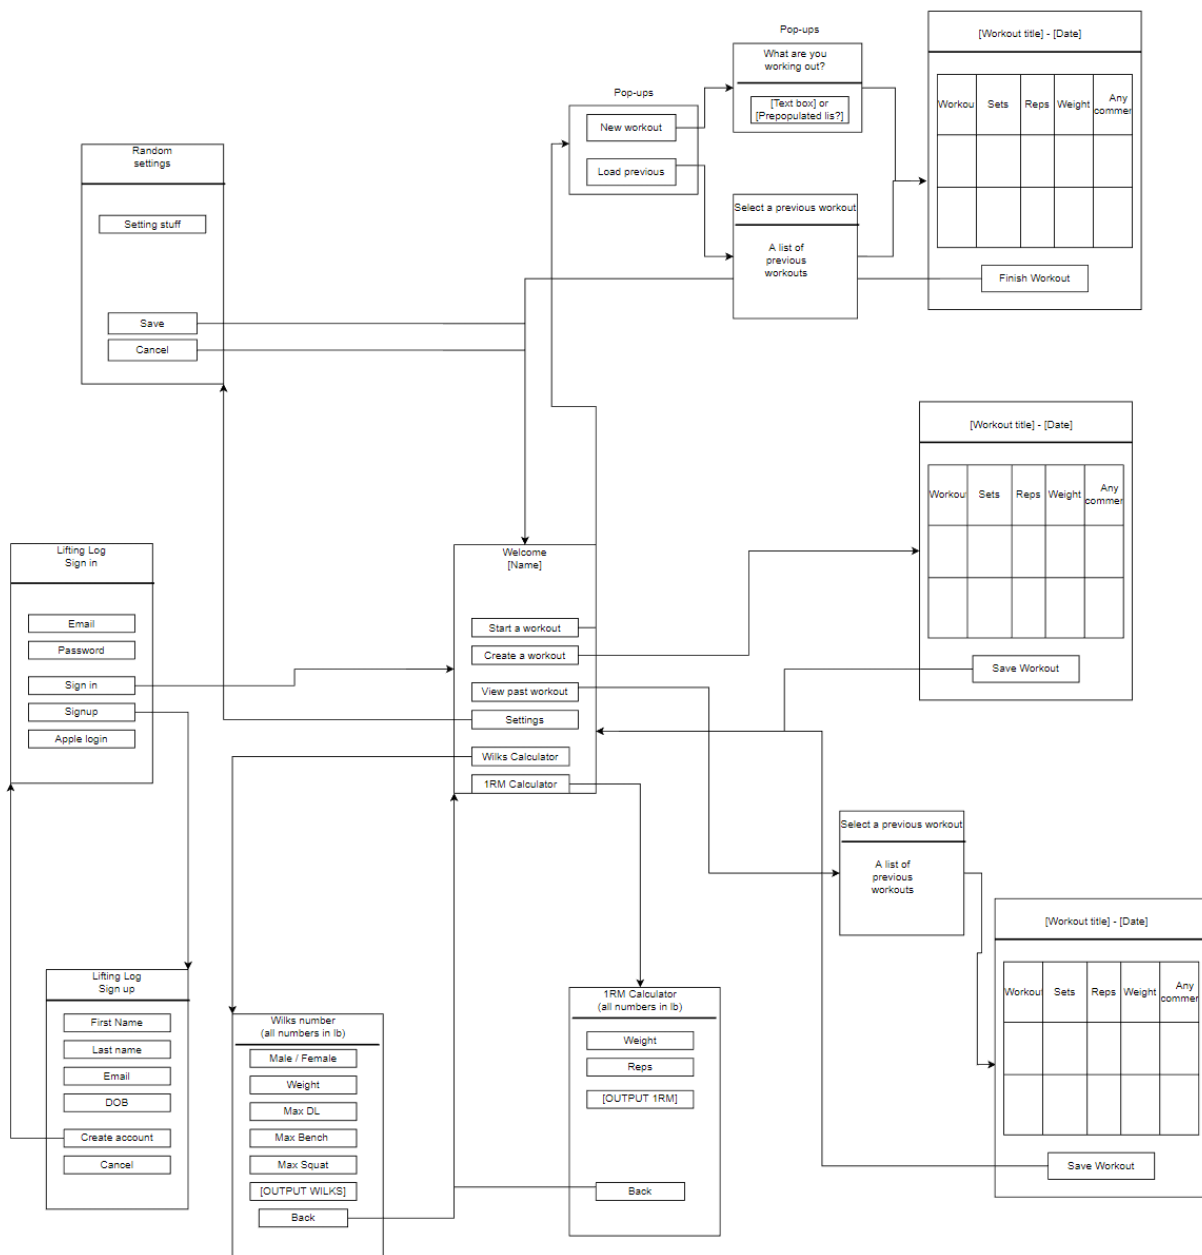 Pop-ups
What are you
working out?
[Text box] or
[Prepopulated lis?]
Pop-ups
New workout
Load previous
Select a previous workout
A list of
previous
workouts
[Workout title] - [Date]
Workou
Sets
Reps
Weight
Any
commer
Finish Workout
Random
settings
Setting stuff
Save
Cancel
[Workout title] - [Date]
Workou
Sets
Reps
Weight
Any
commer
Save Workout
Lifting Log
Sign in
Email
Password
Sign in
Signup
Apple login
Welcome
[Name]
Start a workout
Create a workout
View past workout
Settings
Wilks Calculator
1RM Calculator
Select a previous workout
A list of
previous
workouts
[Workout title] - [Date]
Workout
Sets
Reps
Weight
Any
commer
Save Workout
Lifting Log
Sign up
First Name
Last name
Email
DOB
Create account
Cancel
Wilks number
(all numbers in lb)
Male / Female
Weight
Max DL
Max Bench
Max Squat
[OUTPUT WILKS]
Back
1RM Calculator
(all numbers in lb)
Weight
Reps
[OUTPUT 1RM]
Back